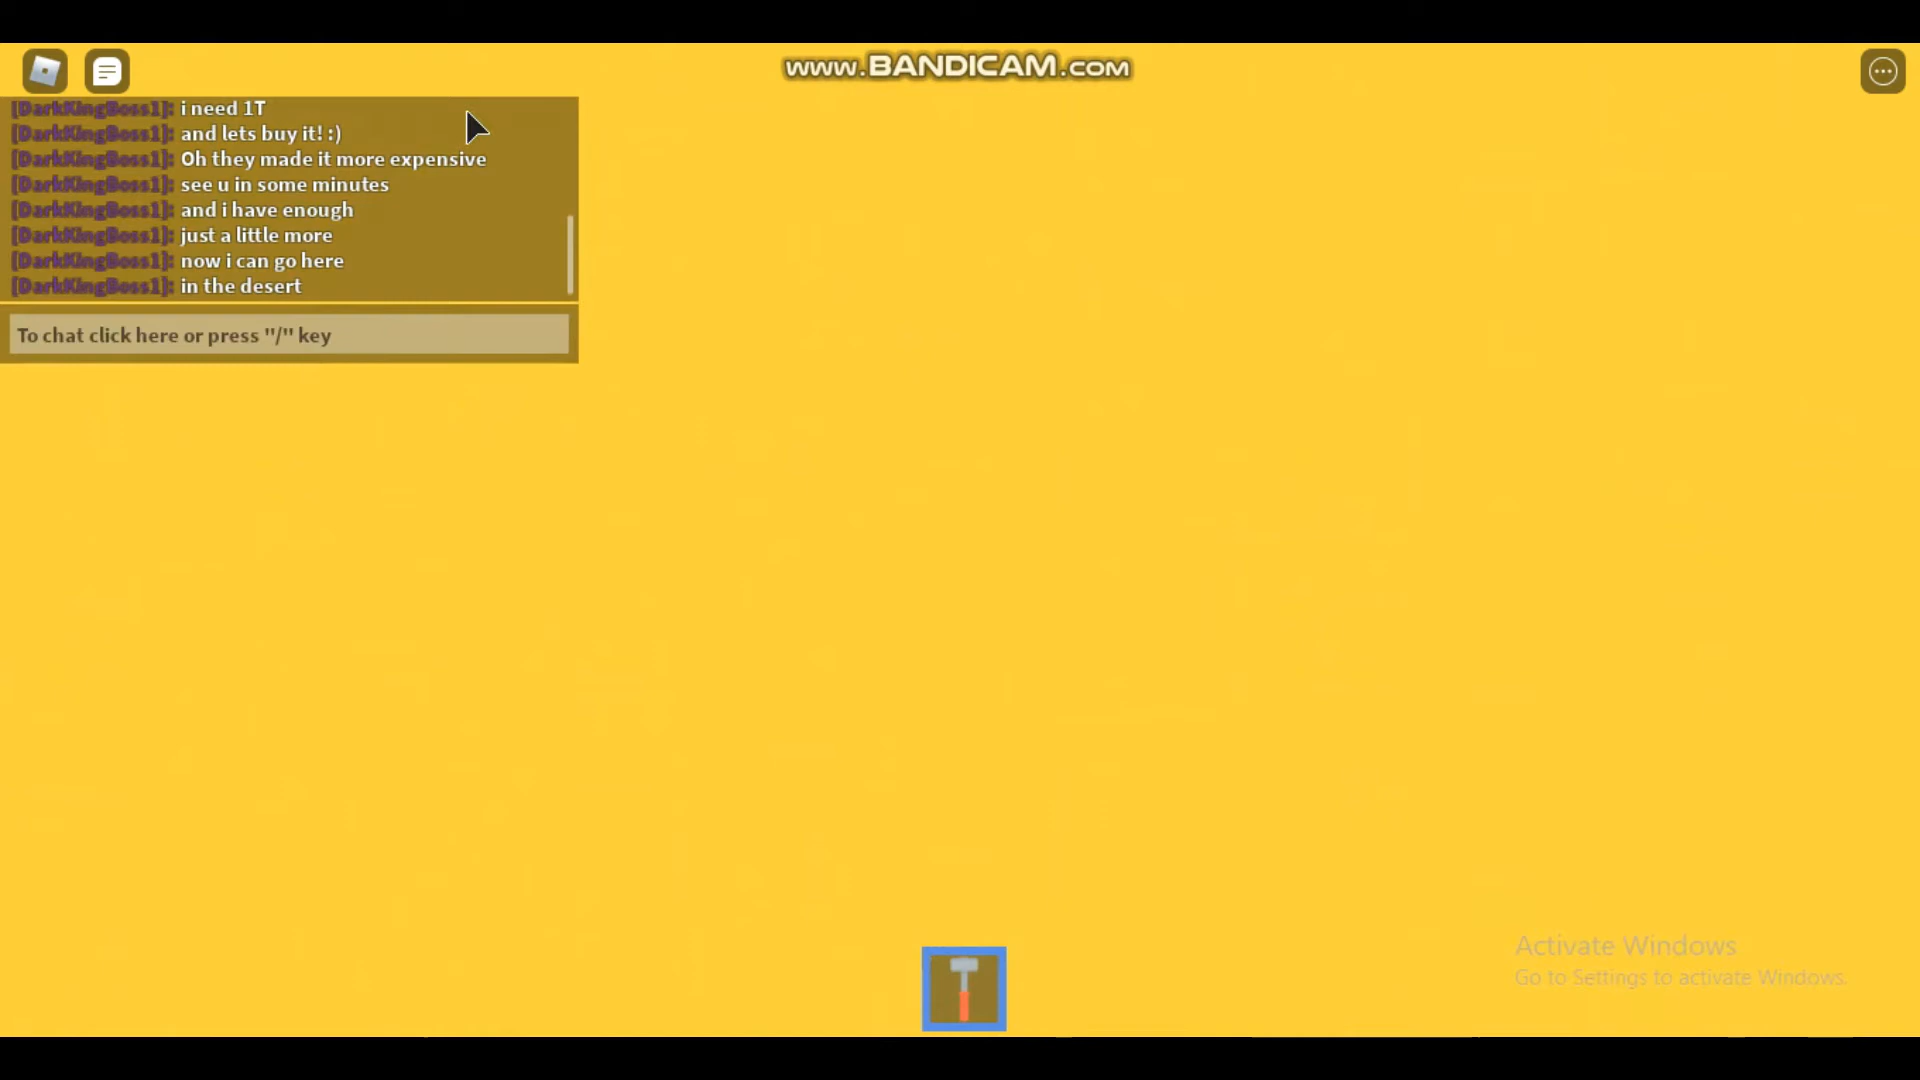 www.BANDICAM.com
[DarkKingBoss1]: i need 1T
[DarkKingBoss1]: and lets buy it! :)
[DarkKingBoss1]: Oh they made it more expensive
[DarkKingBoss1]: see u in some minutes
[DarkKingBoss1]: and i have enough
[DarkKingBoss1]: just a little more
[DarkKingBoss1]: now i can go here
[DarkKingBoss1]: in the desert
To chat click here or press "/" key
Activate Windows
Go to Settings to activate Windows.